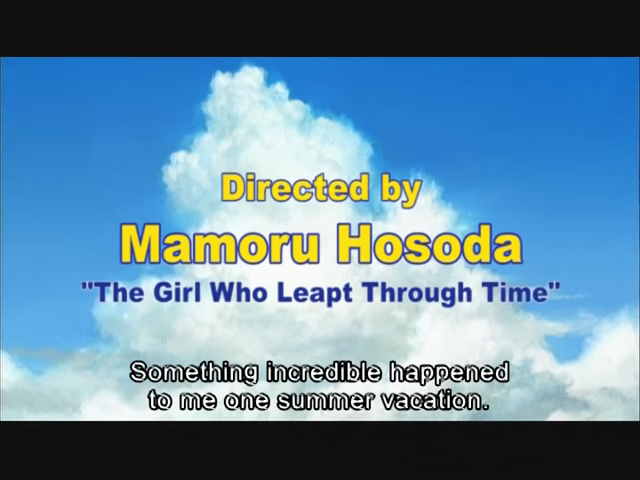 Directed by
Mamoru Hosoda
"The Girl Who Leapt Through Time"
Something incredible happened
to me one summer vacation.